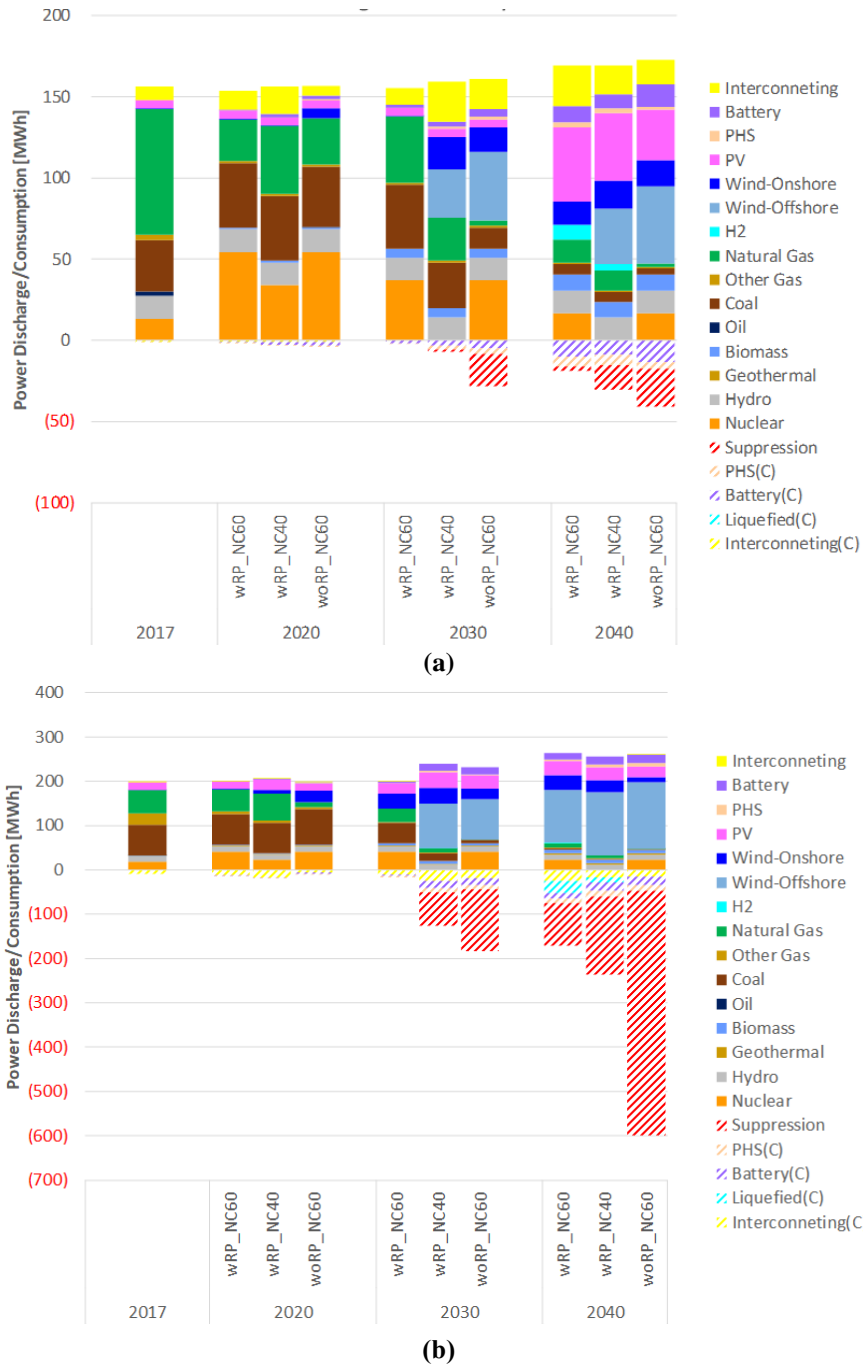 200
150
100
50
0
(50)
(100)
Power Discharge/Consumption [MWh]
wRP_NC60
wRP_NC40
woRP_NC60
wRP_NC60
wRP_NC40
woRP_NC60
wRP_NC60
wRP_NC40
woRP_NC60
2017
2020
2030
2040
Interconneting
Battery
PHS
PV
Wind-Onshore
Wind-Offshore
H2
Natural Gas
Other Gas
Coal
Oil
Biomass
Geothermal
Hydro
Nuclear
Suppression
PHS(C)
Battery(C)
Liquefied(C)
Interconneting(C)
(a)
400
300
200
100
0
(100)
(200)
(300)
(400)
(500)
(600)
(700)
Power Discharge/Consumption [MWh]
wRP_NC60
wRP_NC40
woRP_NC60
wRP_NC60
wRP_NC40
woRP_NC60
wRP_NC60
wRP_NC40
woRP_NC60
2017
2020
2030
2040
Interconneting
Battery
PHS
PV
Wind-Onshore
Wind-Offshore
H2
Natural Gas
Other Gas
Coal
Oil
Biomass
Geothermal
Hydro
Nuclear
Suppression
PHS(C)
Battery(C)
Liquefied(C)
Interconneting(C
(b)